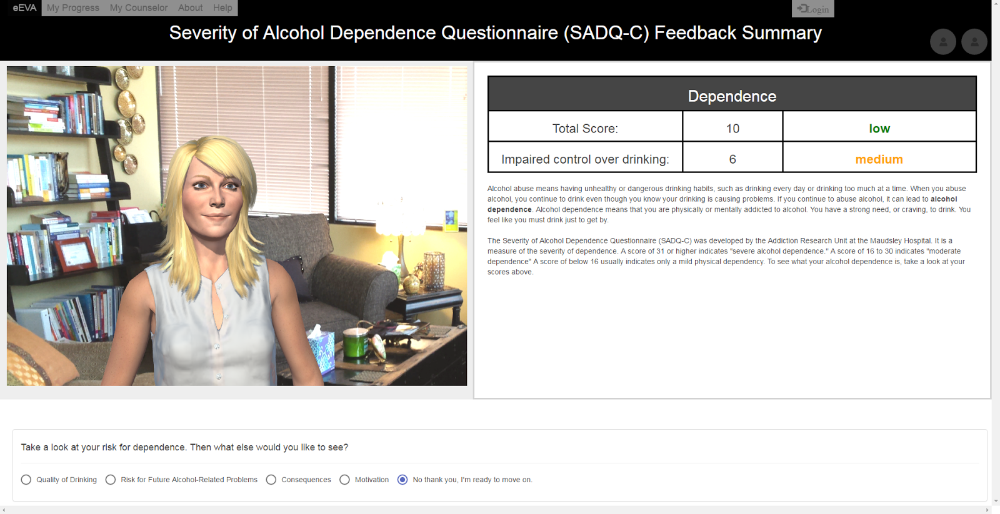 eEVA My Progress My Counselor About Help Login
Severity of Alcohol Dependence Questionnaire (SADQ-C) Feedback Summary
Dependence
Total Score: 10 low
Impaired control over drinking: 6 medium
Alcohol abuse means having unhealthy or dangerous drinking habits, such as drinking every day or drinking too much at a time. When you abuse
alcohol, you continue to drink even though you know your drinking is causing problems. If you continue to abuse alcohol, it can lead to alcohol
dependence. Alcohol dependence means that you are physically or mentally addicted to alcohol. You have a strong need, or craving, to drink. You
feel like you must drink just to get by.
The Severity of Alcohol Dependence Questionnaire (SADQ-C) was developed by the Addiction Research Unit at the Maudsley Hospital. It is a
measure of the severity of dependence. A score of 31 or higher indicates "severe alcohol dependence." A score of 16 to 30 indicates "moderate
dependence" A score of below 16 usually indicates only a mild physical dependency. To see what your alcohol dependence is, take a look at your
scores above.
Take a look at your risk for dependence. Then what else would you like to see?
Quality of Drinking Risk for Future Alcohol-Related Problems Consequences Motivation No thank you, I'm ready to move on.